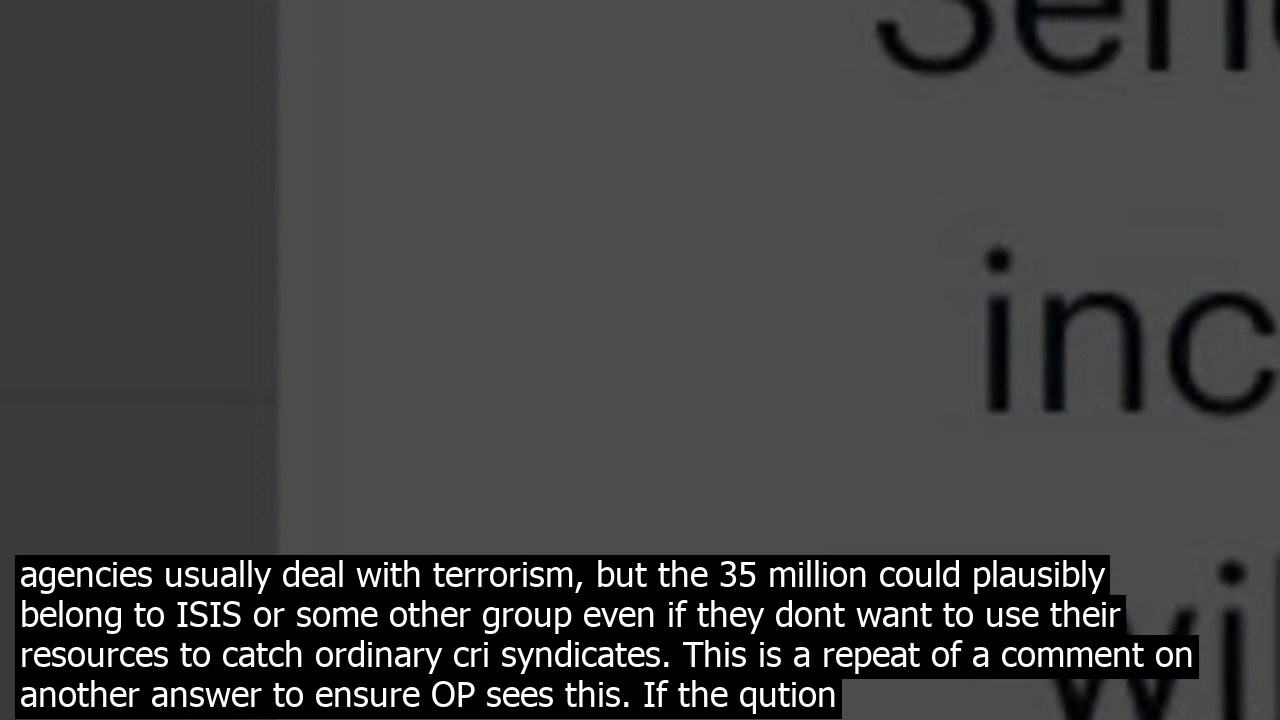 inc
agencies usually deal with terrorism, but the 35 million could plausibly
belong to ISIS or some other group even if they dont want to use their
resources to catch ordinary cri syndicates. This is a repeat of a comment on
another answer to ensure OP sees this. If the qution